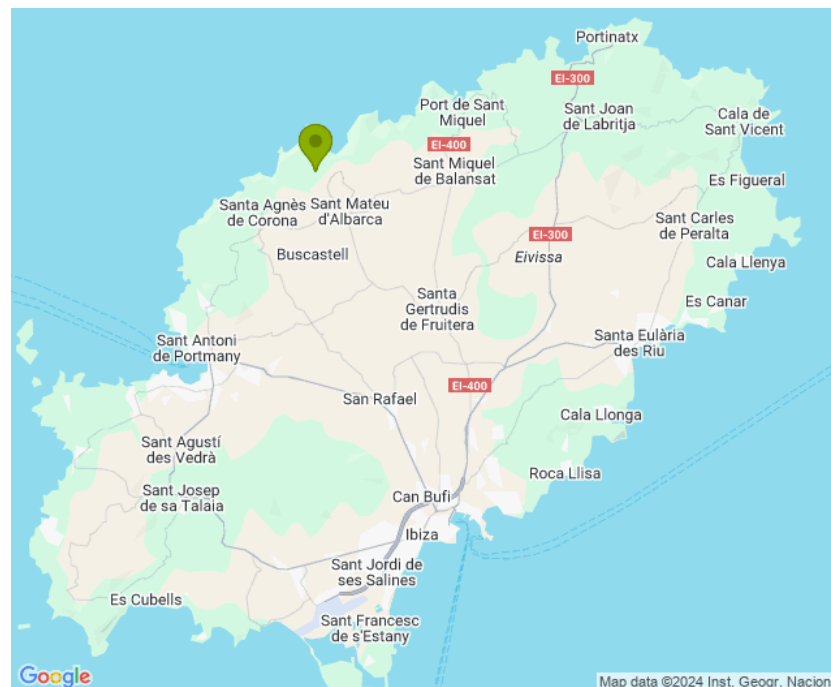 Portinatx
EI-300
Port de Sant
Miquel
Sant Joan
de Labritja
Cala de
Sant Vicent
EI-400
Sant Miquel
de Balansat
Es Figueral
Santa Agnès
de Corona
Sant Mateu
d'Albarca
Sant Carles
de Peralta
EI-300
Buscastell
Eivissa
Cala Llenya
Santa
Gertrudis
de Fruitera
Es Canar
Sant Antoni
de Portmany
Santa Eulària
des Riu
EI-400
San Rafael
Cala Llonga
Sant Agustí
des Vedrà
Roca Llisa
Sant Josep
de sa Talaia
Can Bufi
Ibiza
Sant Jordi de
ses Salines
Es Cubells
Sant Francesc
de s'Estany
Google
Map data ©2024 Inst. Geogr. Nacion